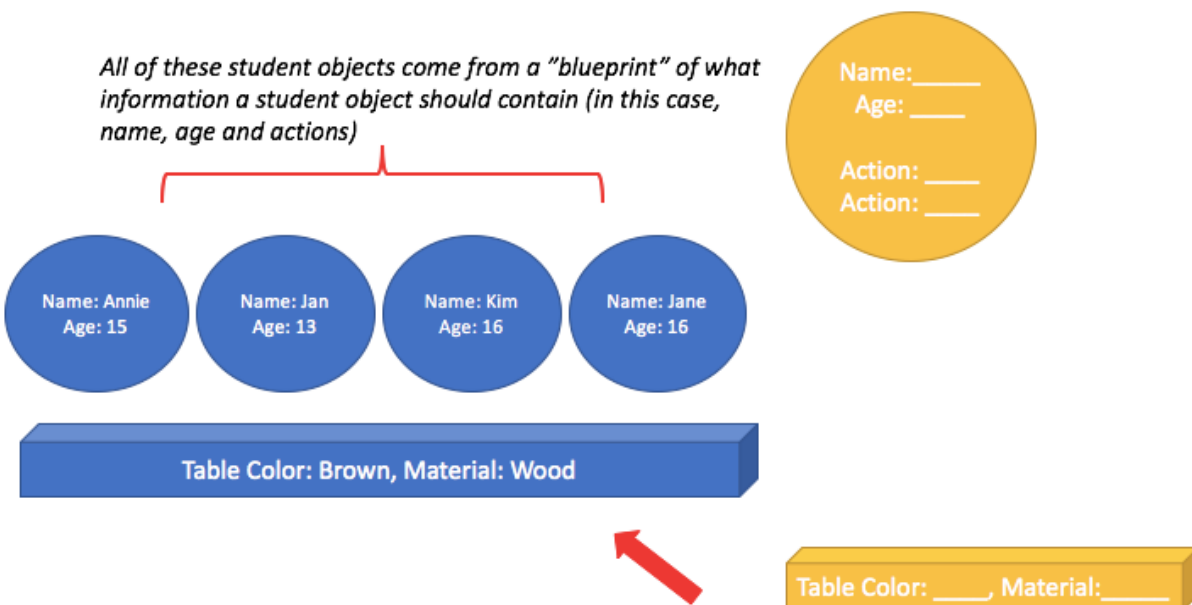 All of these student objects come from a ”blueprint” of what
information a student object should contain (in this case,
name, age and actions)
Name:_____
Age: ____
Action: ____
Action: ____
Name: Annie
Age: 15
Name: Jan
Age: 13
Name: Kim
Age: 16
Name: Jane
Age: 16
Table Color: Brown, Material: Wood
Table Color: ____, Material:_____